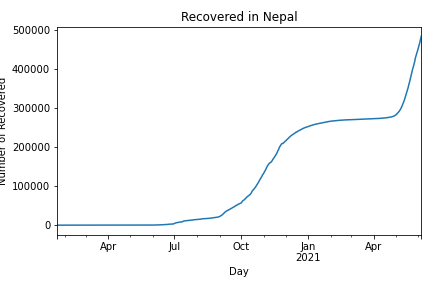 Recovered in Nepal
Number of Recovered
500000
400000
300000
200000
100000
0
Apr
Jul
Oct
Jan
2021
Apr
Day